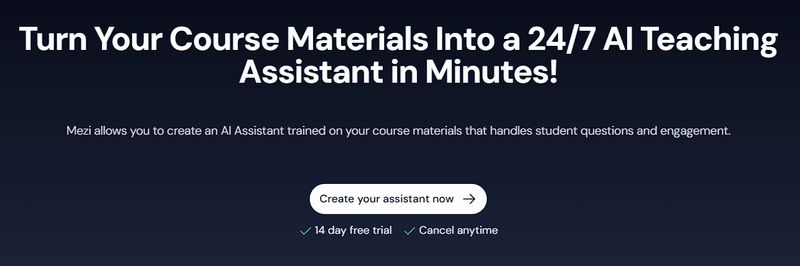 Turn Your Course Materials Into a 24/7 AI Teaching
Assistant in Minutes!
Mezi allows you to create an AI Assistant trained on your course materials that handles student questions and engagement.
Create your assistant now
14 day free trial Cancel anytime